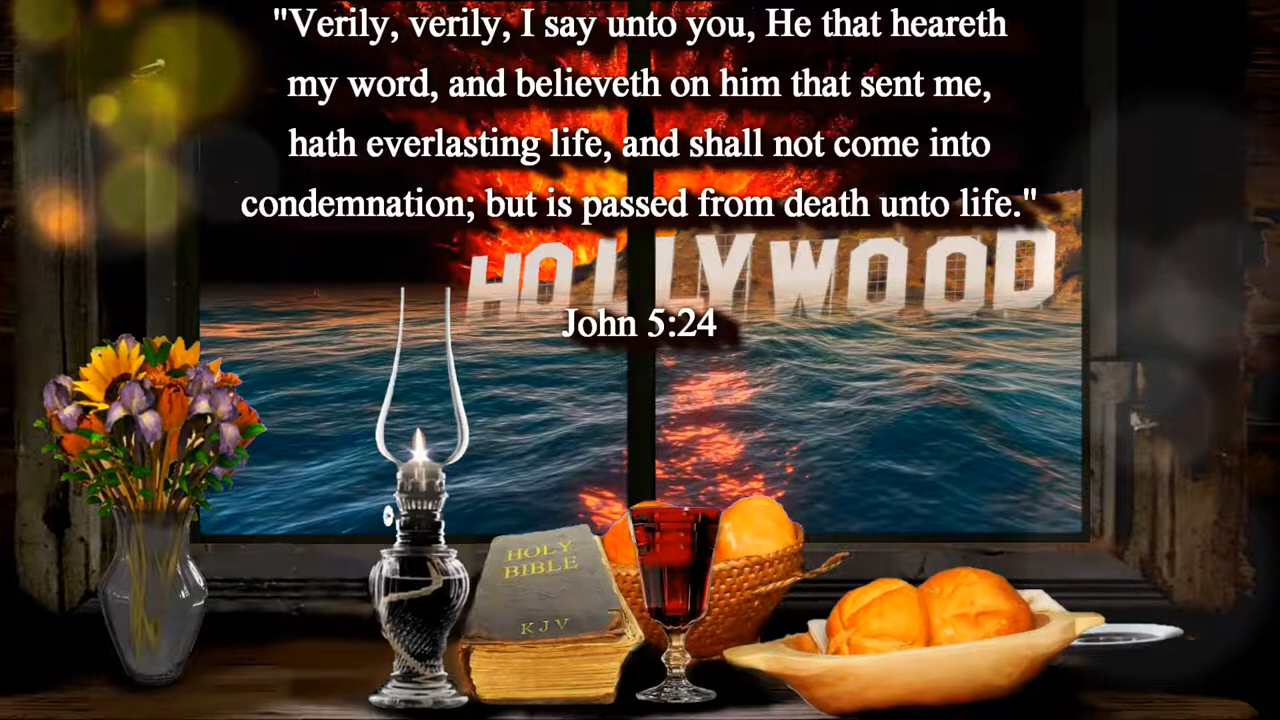 "Verily, verily, I say unto you, He that heareth
my word, and believeth on him that sent me,
hath everlasting life, and shall not come into
condemnation; but is passed from death unto life."
HOLLYWOOD
John 5:24
HOLY
BIBLE
KJV